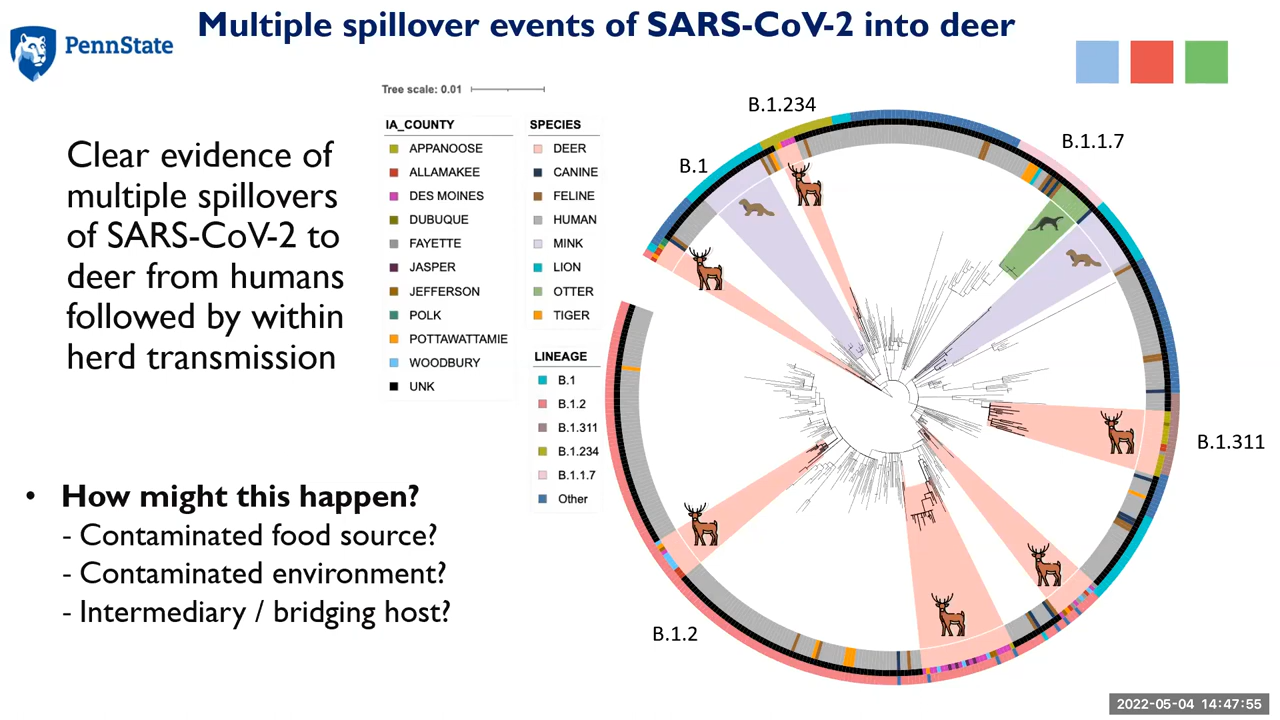 Multiple spillover events of SARS-CoV-2 into deer
PennState
Clear evidence of
multiple spillovers
of SARS-CoV-2 to
deer from humans
followed by within
herd transmission
• How might this happen?
- Contaminated food source?
- Contaminated environment?
- Intermediary / bridging host?
Tree scale: 0.01
IA_COUNTY
APPANOOSE
ALLAMAKEE
DES MOINES
DUBUQUE
FAYETTE
JASPER
JEFFERSON
POLK
POTTAWATTAMIE
WOODBURY
UNK
SPECIES
DEER
CANINE
FELINE
HUMAN
MINK
LION
OTTER
TIGER
LINEAGE
B.1
B.1.2
B.1.311
B.1.234
B.1.1.7
Other
B.1.234
B.1.1.7
B.1
B.1.311
B.1.2
2022-05-04 14:47:55